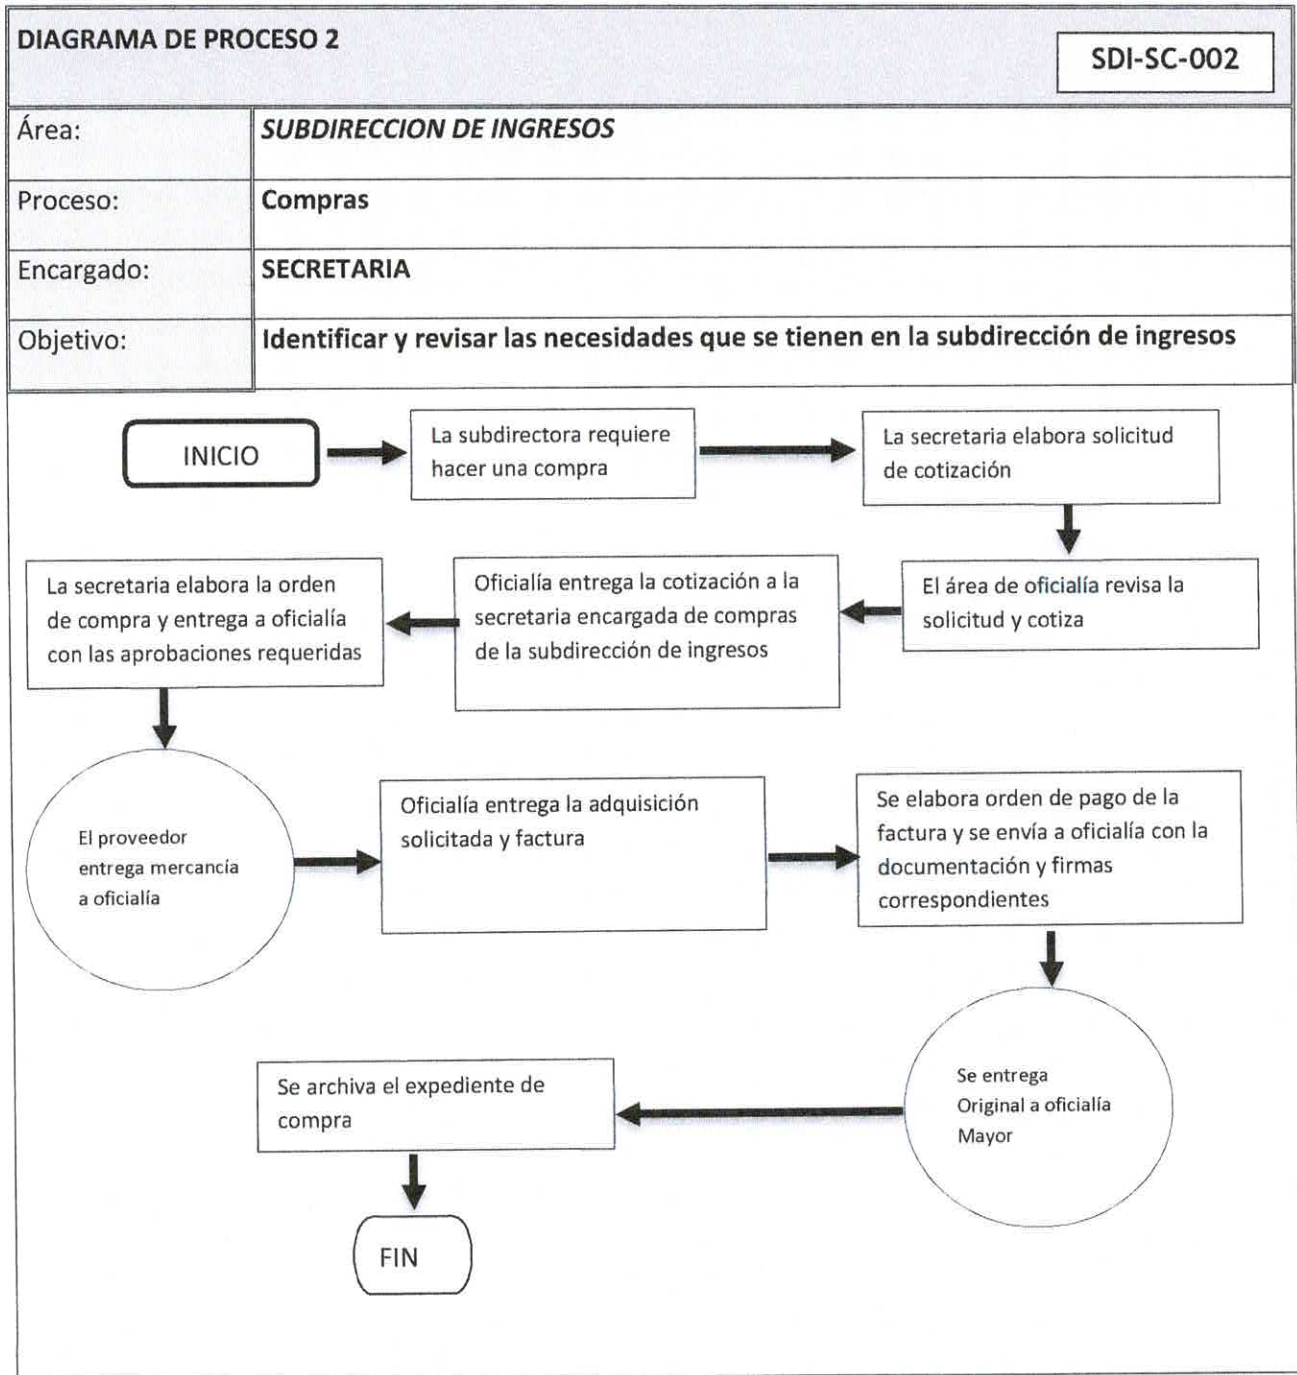 DIAGRAMA DE PROCESO 2
SDI-SC-002
Área:
SUBDIRECCION DE INGRESOS
Proceso:
Compras
Encargado:
SECRETARIA
Objetivo:
Identificar y revisar las necesidades que se tienen en la subdirección de ingresos
INICIO
La subdirectora requiere
hacer una compra
La secretaria elabora solicitud
de cotización
El área de oficialía revisa la
solicitud y cotiza
Oficialía entrega la cotización a la
secretaria encargada de compras
de la subdirección de ingresos
La secretaria elabora la orden
de compra y entrega a oficialía
con las aprobaciones requeridas
El proveedor
entrega mercancía
a oficialía
Oficialía entrega la adquisición
solicitada y factura
Se elabora orden de pago de la
factura y se envía a oficialía con la
documentación y firmas
correspondientes
Se entrega
Original a oficialía
Mayor
Se archiva el expediente de
compra
FIN